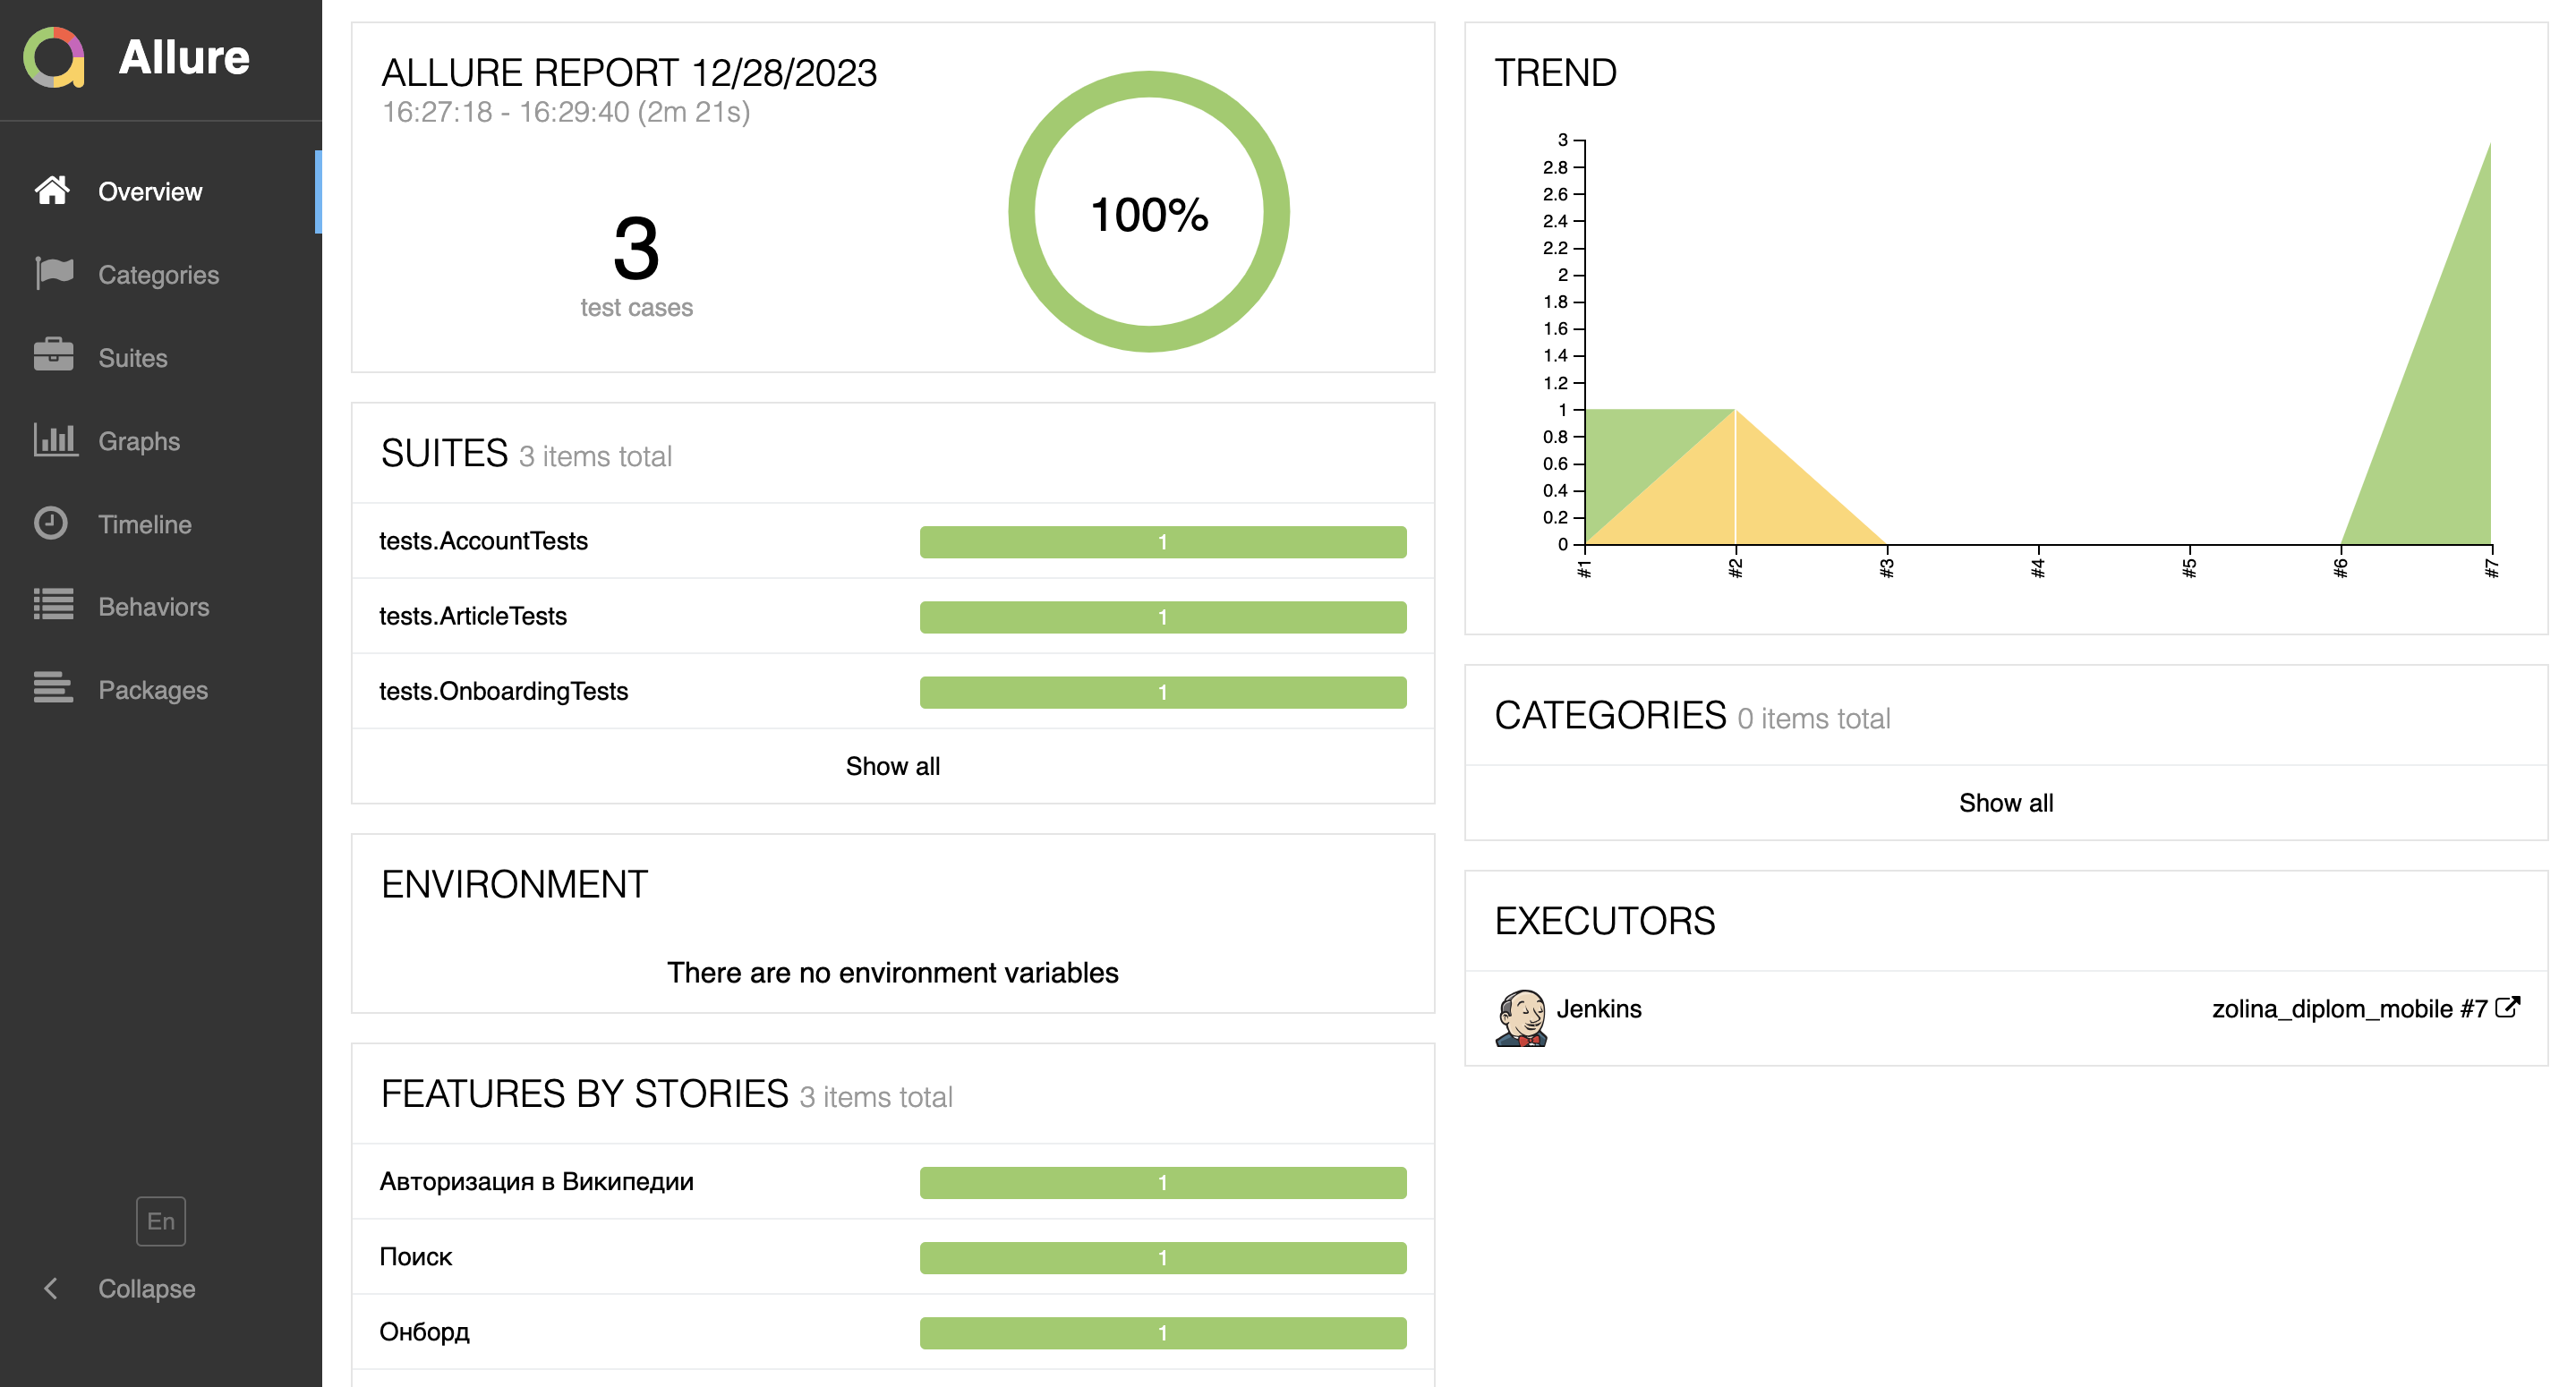 Allure
Overview
Categories
Suites
Graphs
Timeline
Behaviors
Packages
En
Collapse
ALLURE REPORT 12/28/2023
16:27:18 - 16:29:40 (2m 21s)
3
test cases
100%
SUITES 3 items total
tests.AccountTests 1
tests.ArticleTests 1
tests.OnboardingTests 1
Show all
ENVIRONMENT
There are no environment variables
FEATURES BY STORIES 3 items total
Авторизация в Википедии 1
Поиск 1
Онборд 1
TREND
3
2.8
2.6
2.4
2.2
2
1.8
1.6
1.4
1.2
1
0.8
0.6
0.4
0.2
0
#1 #2 #3 #4 #5 #6 #7
CATEGORIES 0 items total
Show all
EXECUTORS
Jenkins zolina_diplom_mobile #7